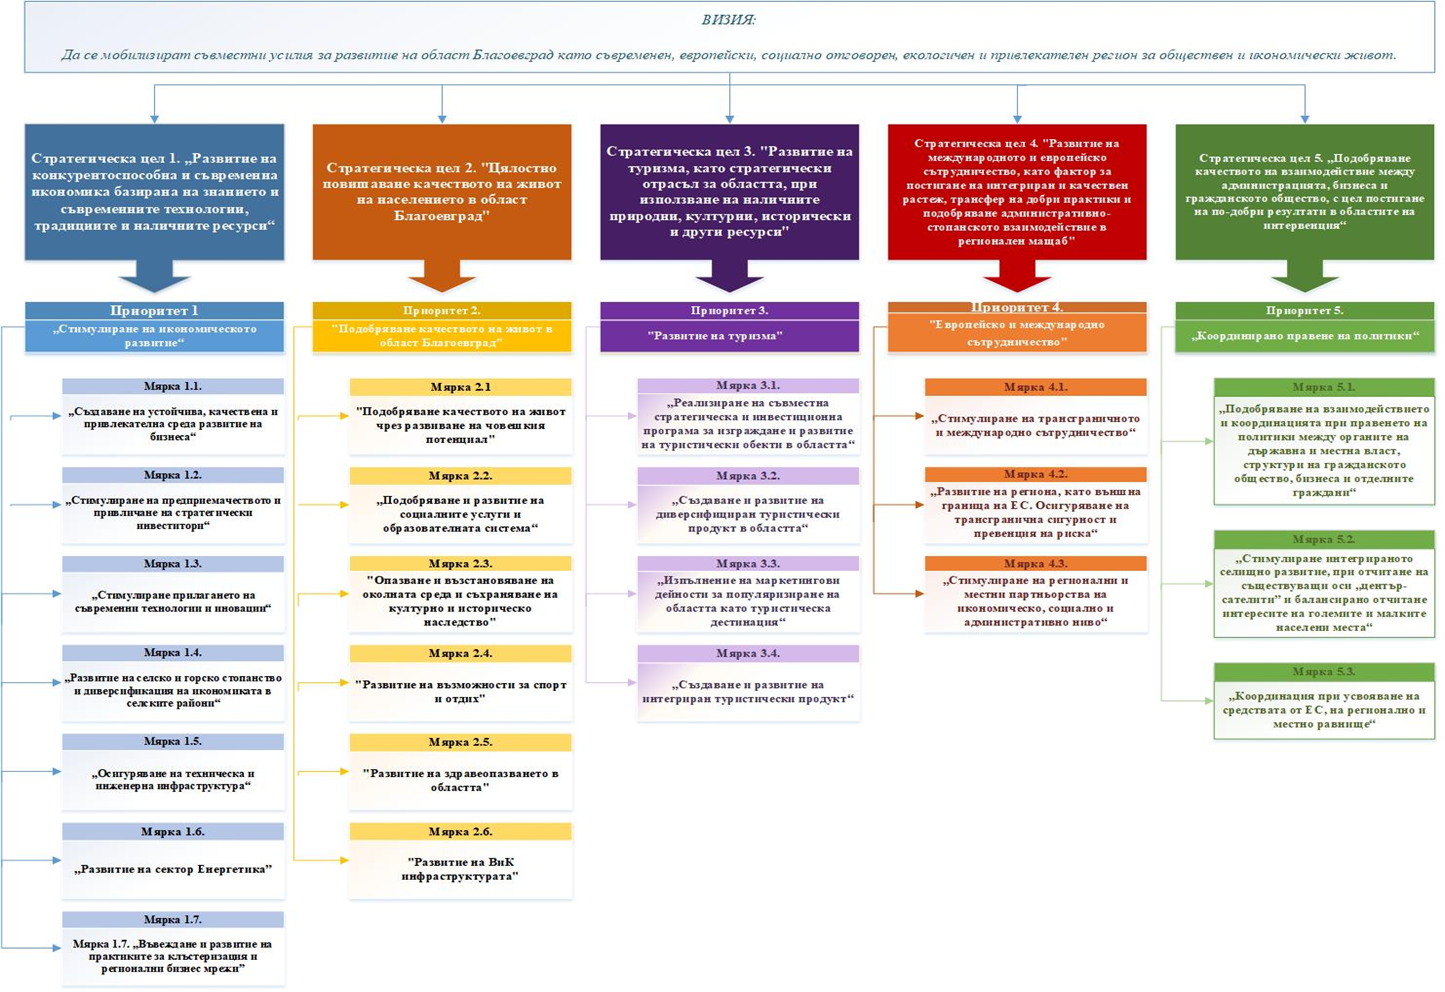 ВИЗИЯ:
Да се мобилизират съвместни усилия за развитие на област Благоевград като съвременен, европейски, социално отговорен, екологичен и привлекателен регион за обществен и икономически живот.
Стратегическа цел 1. „Развитие на
конкурентоспособна и съвременна
икономика базирана на знанието и
съвременните технологии,
традициите и наличните ресурси“
Стратегическа цел 2. "Цялостно
повишаване качеството на живот
на населението в област
Благоевград"
Стратегическа цел 3. "Развитие на
туризма, като стратегически
отрасъл за областта, при
използване на наличните
природни, културни, исторически
и други ресурси"
Стратегическа цел 4. "Развитие на
международното и европейско
сътрудничество, като фактор за
постигане на интегриран и качествен
растеж, трансфер на добри практики и
подобряване административно-
стопанското взаимодействие в
регионален мащаб"
Стратегическа цел 5. „Подобряване
качеството на взаимодействие между
администрацията, бизнеса и
гражданското общество, с цел постигане
на по-добри резултати в областите на
интервенция“
Приоритет 1
„Стимулиране на икономическото
развитие“
Мярка 1.1.
„Създаване на устойчива, качествена и
привлекателна среда развитие на
бизнеса“
Мярка 1.2.
„Стимулиране на предприемачеството и
привличане на стратегически
инвеститори“
Мярка 1.3.
„Стимулиране прилагането на
съвременни технологии и иновации“
Мярка 1.4.
„Развитие на селско и горско стопанство
и диверсификация на икономиката в
селските райони“
Мярка 1.5.
„Осигуряване на техническа и
инженерна инфраструктура“
Мярка 1.6.
„Развитие на сектор Енергетика”
Мярка 1.7.
Мярка 1.7. „Въвеждане и развитие на
практиките за клъстеризация и
регионални бизнес мрежи”
Приоритет 2.
"Подобряване качеството на живот в
област Благоевград"
Мярка 2.1
"Подобряване качеството на живот
чрез развиване на човешкия
потенциал"
Мярка 2.2.
„Подобряване и развитие на
социалните услуги и
образователната система“
Мярка 2.3.
"Опазване и възстановяване на
околната среда и съхраняване на
културно и историческо
наследство"
Мярка 2.4.
"Развитие на възможности за спорт
и отдих"
Мярка 2.5.
"Развитие на здравеопазването в
областта"
Мярка 2.6.
"Развитие на ВиК
инфраструктурата"
Приоритет 3.
"Развитие на туризма"
Мярка 3.1.
„Реализиране на съвместна
стратегическа и инвестиционна
програма за изграждане и развитие
на туристически обекти в областта“
Мярка 3.2.
„Създаване и развитие на
диверсифициран туристически
продукт в областта“
Мярка 3.3.
„Изпълнение на маркетингови
дейности за популяризиране на
областта като туристическа
дестинация“
Мярка 3.4.
„Създаване и развитие на
интегриран туристически продукт“
Приоритет 4.
"Европейско и международно
сътрудничество"
Мярка 4.1.
„Стимулиране на трансграничното
и международно сътрудничество“
Мярка 4.2.
„Развитие на региона, като външна
граница на ЕС. Осигуряване на
трансгранична сигурност и
превенция на риска“
Мярка 4.3.
„Стимулиране на регионални и
местни партньорства на
икономическо, социално и
административно ниво“
Приоритет 5.
„Координирано правене на политики“
Мярка 5.1.
„Подобряване на взаимодействието
и координацията при правенето на
политики между органите на
държавна и местна власт,
структури на гражданското
общество, бизнеса и отделните
граждани“
Мярка 5.2.
„Стимулиране интегрираното
селищно развитие, при отчитане на
съществуващи оси „център-
сателити” и балансирано отчитане
интересите на големите и малките
населени места“
Мярка 5.3.
„Координация при усвояване на
средствата от ЕС, на регионално и
местно равнище“